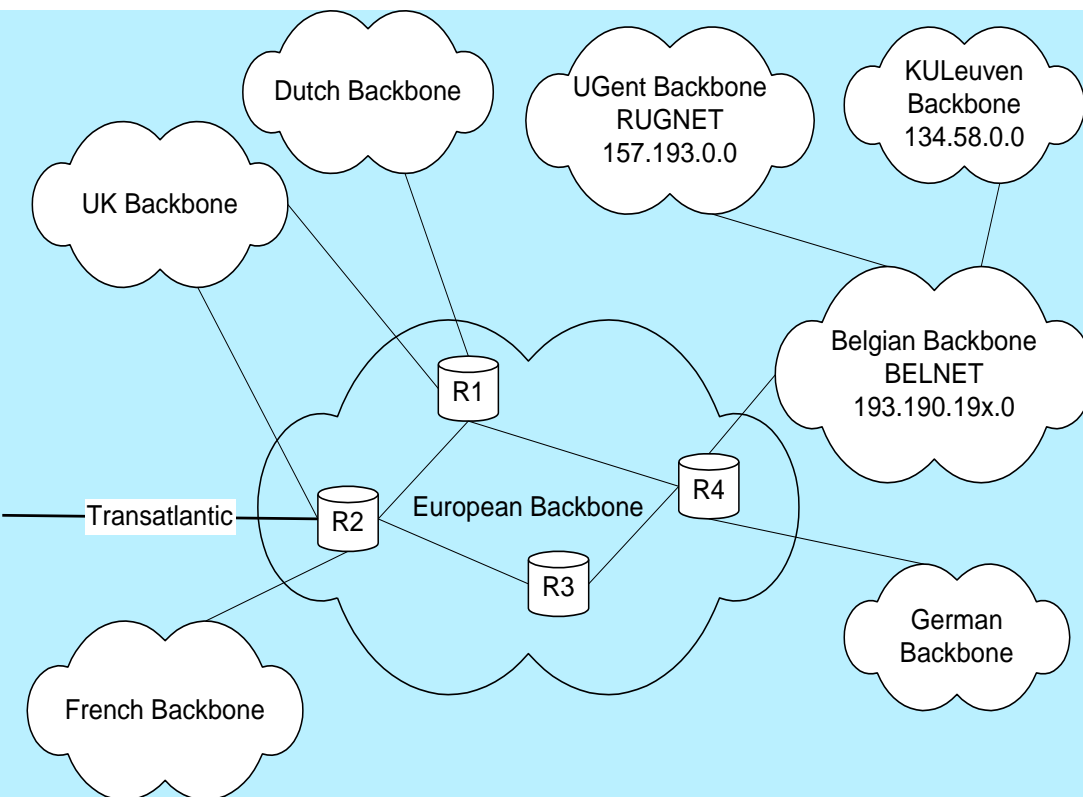 Dutch Backbone
UGent Backbone
RUGNET
157.193.0.0
KULeuven
Backbone
134.58.0.0
UK Backbone
Belgian Backbone
BELNET
193.190.19x.0
R1
R4
European Backbone
Transatlantic
R2
R3
German
Backbone
French Backbone